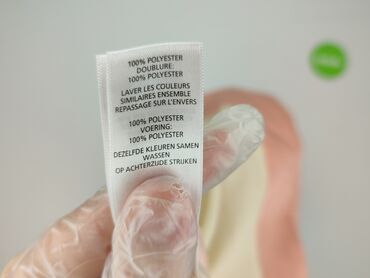 100% POLYESTER
DOUBLURE:
100% POLYESTER
LAVER LES COULEURS
SIMILAIRES ENSEMBLE
REPASSAGE SUR L'ENVERS
100% POLYESTER
VOERING:
100% POLYESTER
DEZELFDE KLEUREN SAMEN
WASSEN
OP ACHTERZIJDE STRIJKEN